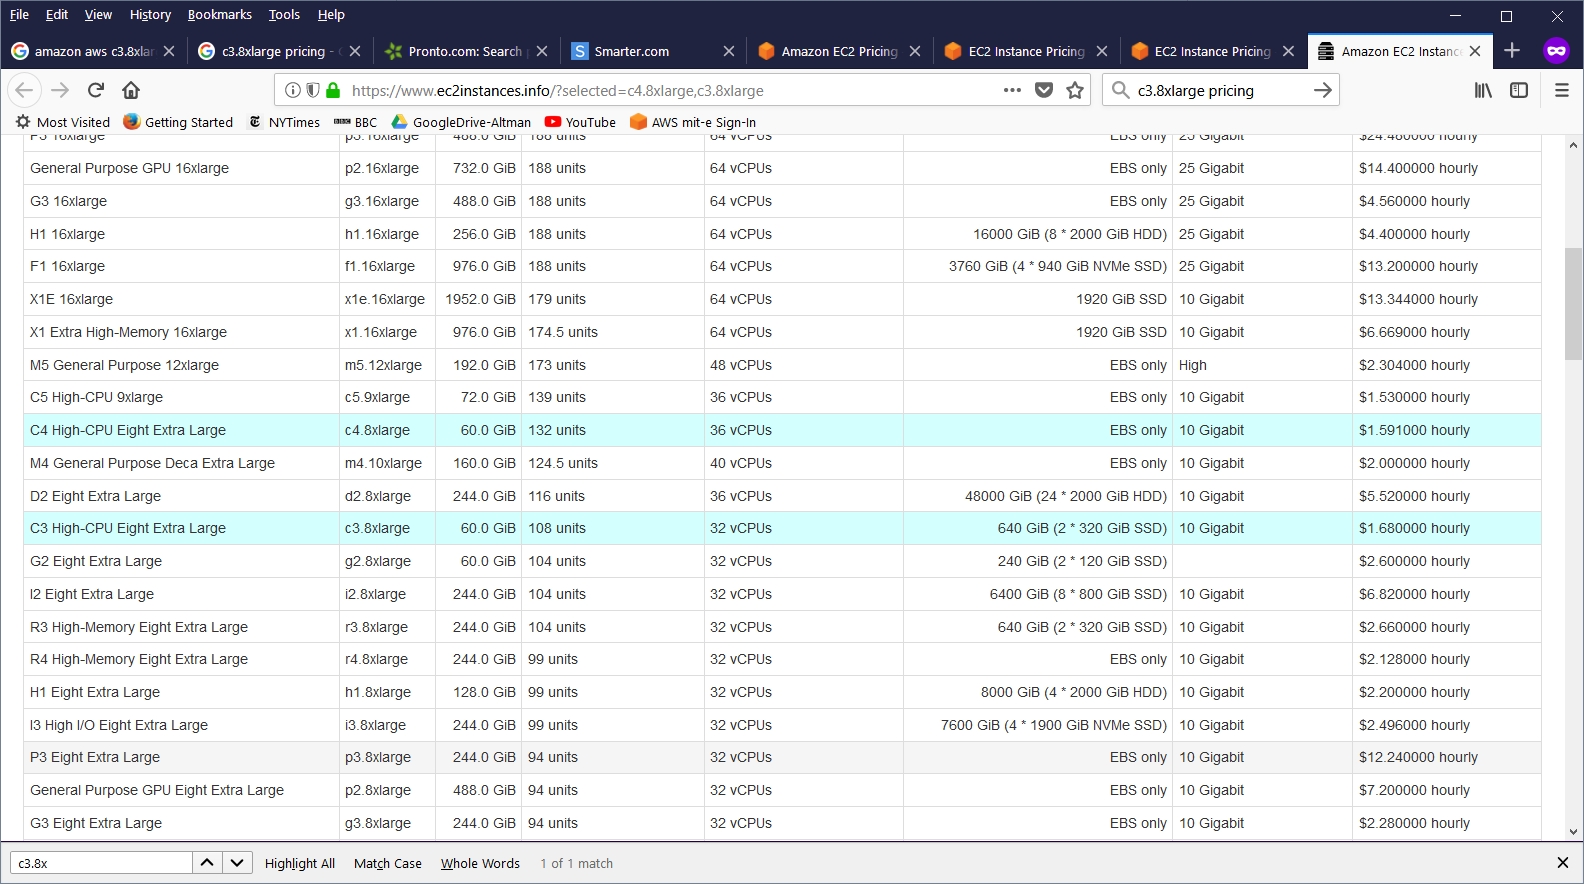 File Edit View History Bookmarks Tools Help
amazon aws c3.8xlar c3.8xlarge pricing - Pronto.com: Search Smarter.com Amazon EC2 Pricing EC2 Instance Pricing EC2 Instance Pricing Amazon EC2 Instanc
https://www.ec2instances.info/?selected=c4.8xlarge,c3.8xlarge c3.8xlarge pricing
Most Visited Getting Started NYTimes BBC GoogleDrive-Altman YouTube AWS mit-e Sign-In
P3 16xlarge p3.16xlarge 488.0 GiB 188 units 64 vCPUs EBS only 25 Gigabit $24.480000 hourly
General Purpose GPU 16xlarge p2.16xlarge 732.0 GiB 188 units 64 vCPUs EBS only 25 Gigabit $14.400000 hourly
G3 16xlarge g3.16xlarge 488.0 GiB 188 units 64 vCPUs EBS only 25 Gigabit $4.560000 hourly
H1 16xlarge h1.16xlarge 256.0 GiB 188 units 64 vCPUs 16000 GiB (8 * 2000 GiB HDD) 25 Gigabit $4.400000 hourly
F1 16xlarge f1.16xlarge 976.0 GiB 188 units 64 vCPUs 3760 GiB (4 * 940 GiB NVMe SSD) 25 Gigabit $13.200000 hourly
X1E 16xlarge x1e.16xlarge 1952.0 GiB 179 units 64 vCPUs 1920 GiB SSD 10 Gigabit $13.344000 hourly
X1 Extra High-Memory 16xlarge x1.16xlarge 976.0 GiB 174.5 units 64 vCPUs 1920 GiB SSD 10 Gigabit $6.669000 hourly
M5 General Purpose 12xlarge m5.12xlarge 192.0 GiB 173 units 48 vCPUs EBS only High $2.304000 hourly
C5 High-CPU 9xlarge c5.9xlarge 72.0 GiB 139 units 36 vCPUs EBS only 10 Gigabit $1.530000 hourly
C4 High-CPU Eight Extra Large c4.8xlarge 60.0 GiB 132 units 36 vCPUs EBS only 10 Gigabit $1.591000 hourly
M4 General Purpose Deca Extra Large m4.10xlarge 160.0 GiB 124.5 units 40 vCPUs EBS only 10 Gigabit $2.000000 hourly
D2 Eight Extra Large d2.8xlarge 244.0 GiB 116 units 36 vCPUs 48000 GiB (24 * 2000 GiB HDD) 10 Gigabit $5.520000 hourly
C3 High-CPU Eight Extra Large c3.8xlarge 60.0 GiB 108 units 32 vCPUs 640 GiB (2 * 320 GiB SSD) 10 Gigabit $1.680000 hourly
G2 Eight Extra Large g2.8xlarge 60.0 GiB 104 units 32 vCPUs 240 GiB (2 * 120 GiB SSD) $2.600000 hourly
I2 Eight Extra Large i2.8xlarge 244.0 GiB 104 units 32 vCPUs 6400 GiB (8 * 800 GiB SSD) 10 Gigabit $6.820000 hourly
R3 High-Memory Eight Extra Large r3.8xlarge 244.0 GiB 104 units 32 vCPUs 640 GiB (2 * 320 GiB SSD) 10 Gigabit $2.660000 hourly
R4 High-Memory Eight Extra Large r4.8xlarge 244.0 GiB 99 units 32 vCPUs EBS only 10 Gigabit $2.128000 hourly
H1 Eight Extra Large h1.8xlarge 128.0 GiB 99 units 32 vCPUs 8000 GiB (4 * 2000 GiB HDD) 10 Gigabit $2.200000 hourly
I3 High I/O Eight Extra Large i3.8xlarge 244.0 GiB 99 units 32 vCPUs 7600 GiB (4 * 1900 GiB NVMe SSD) 10 Gigabit $2.496000 hourly
P3 Eight Extra Large p3.8xlarge 244.0 GiB 94 units 32 vCPUs EBS only 10 Gigabit $12.240000 hourly
General Purpose GPU Eight Extra Large p2.8xlarge 488.0 GiB 94 units 32 vCPUs EBS only 10 Gigabit $7.200000 hourly
G3 Eight Extra Large g3.8xlarge 244.0 GiB 94 units 32 vCPUs EBS only 10 Gigabit $2.280000 hourly
c3.8x Highlight All Match Case Whole Words 1 of 1 match